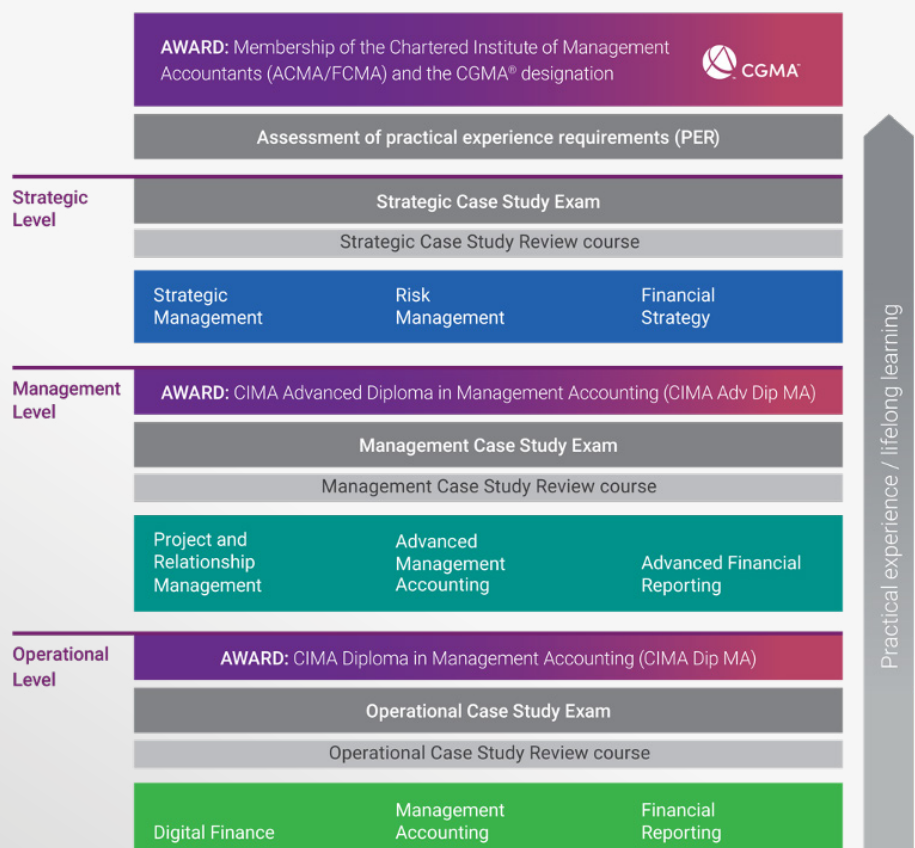 AWARD: Membership of the Chartered Institute of Management
Accountants (ACMA/FCMA) and the CGMA® designation
CGMA™
Assessment of practical experience requirements (PER)
Strategic
Level
Strategic Case Study Exam
Strategic Case Study Review course
Strategic
Management
Risk
Management
Financial
Strategy
Management
Level
AWARD: CIMA Advanced Diploma in Management Accounting (CIMA Adv Dip MA)
Management Case Study Exam
Management Case Study Review course
Project and
Relationship
Management
Advanced
Management
Accounting
Advanced Financial
Reporting
Operational
Level
AWARD: CIMA Diploma in Management Accounting (CIMA Dip MA)
Operational Case Study Exam
Operational Case Study Review course
Digital Finance
Management
Accounting
Financial
Reporting
Practical experience / lifelong learning